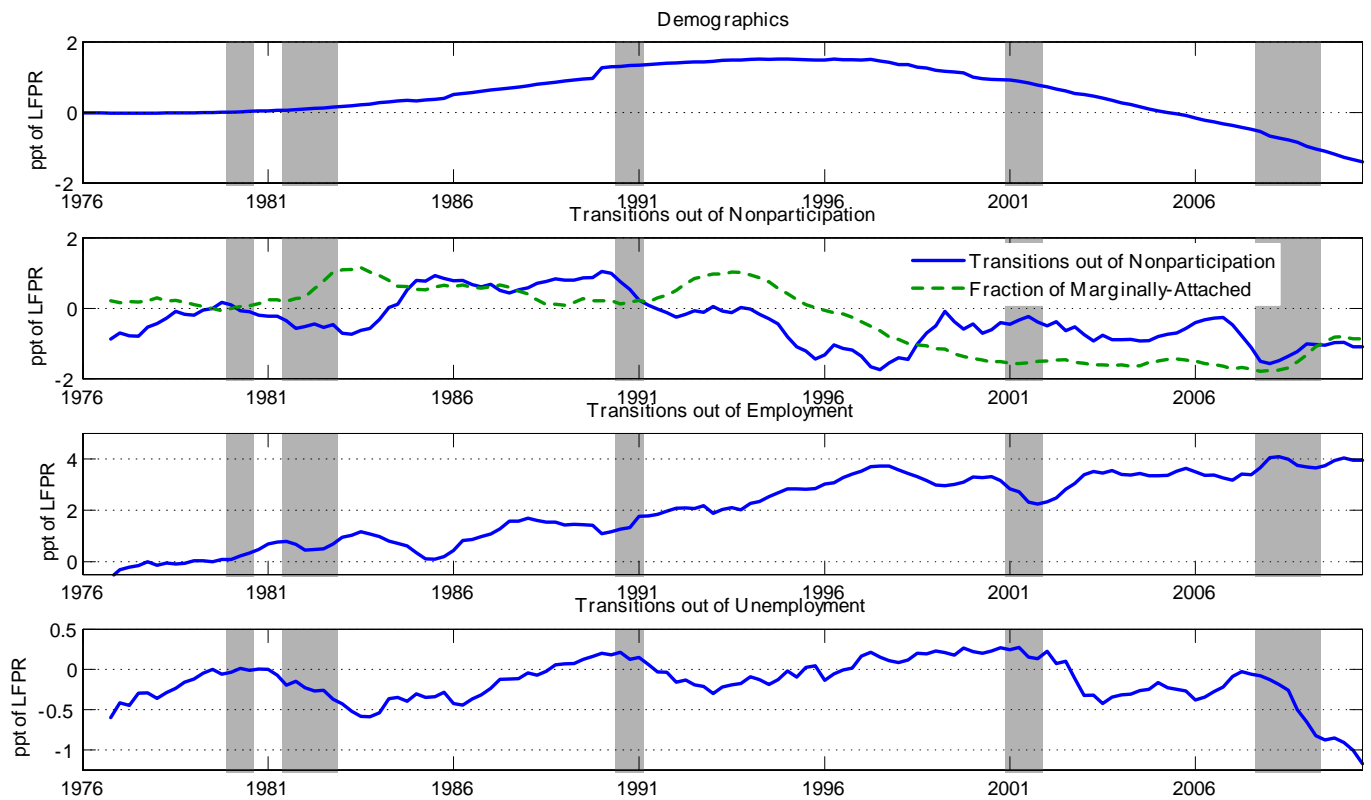 Demographics
ppt of LFPR
2
0
-2
1976 1981 1986 1991 1996 2001 2006
Transitions out of Nonparticipation
ppt of LFPR
2
0
-2
Transitions out of Nonparticipation
Fraction of Marginally-Attached
1976 1981 1986 1991 1996 2001 2006
Transitions out of Employment
ppt of LFPR
4
2
0
1976 1981 1986 1991 1996 2001 2006
Transitions out of Unemployment
ppt of LFPR
0.5
0
-0.5
-1
1976 1981 1986 1991 1996 2001 2006